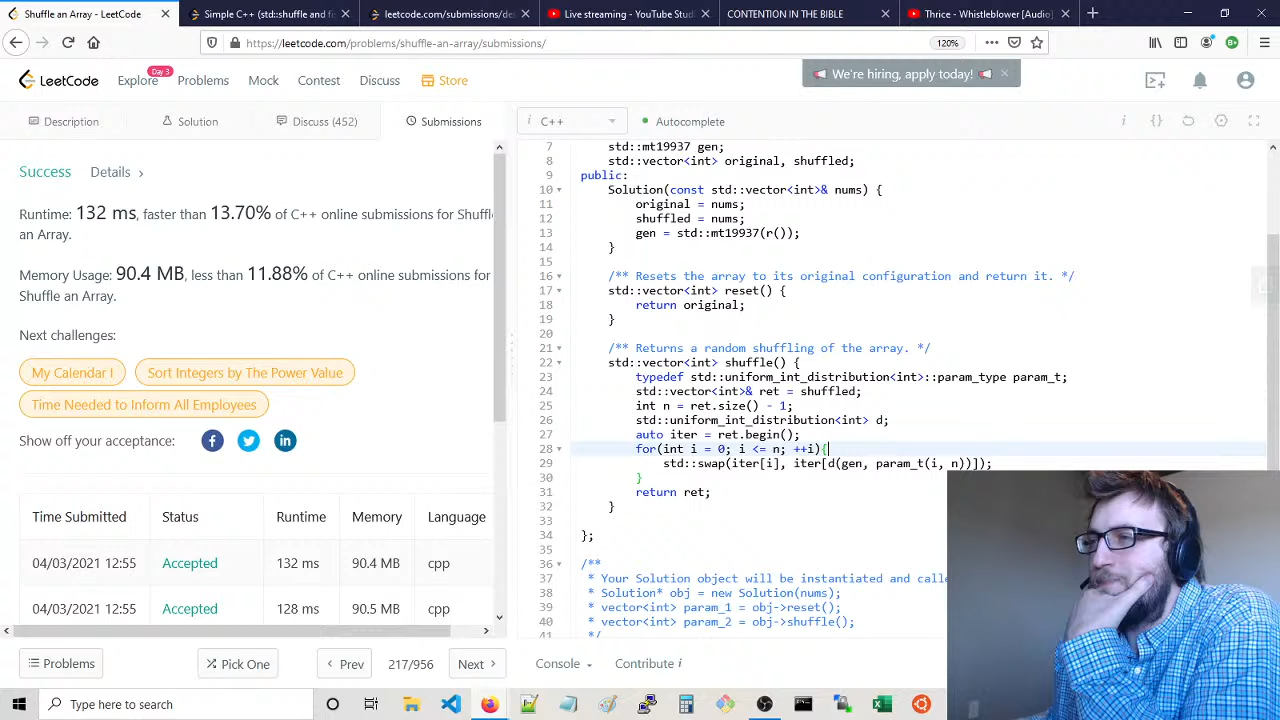 Shuffle an Array - LeetCode
Simple C++ (std::shuffle and fis
leetcode.com/submissions/det
Live streaming - YouTube Studi
CONTENTION IN THE BIBLE
Thrice - Whistleblower [Audio]
https://leetcode.com/problems/shuffle-an-array/submissions/
120%
LeetCode
Explore
Day 3
Problems
Mock
Contest
Discuss
Store
We're hiring, apply today!
Description
Solution
Discuss (452)
Submissions
i C++
Autocomplete
Success
Details
Runtime: 132 ms, faster than 13.70% of C++ online submissions for Shuffle
an Array.
Memory Usage: 90.4 MB, less than 11.88% of C++ online submissions for
Shuffle an Array.
Next challenges:
My Calendar I
Sort Integers by The Power Value
Time Needed to Inform All Employees
Show off your acceptance:
Time Submitted Status Runtime Memory Language
04/03/2021 12:55 Accepted 132 ms 90.4 MB cpp
04/03/2021 12:55 Accepted 128 ms 90.5 MB cpp
7 std::mt19937 gen;
8 std::vector<int> original, shuffled;
9 public:
10 Solution(const std::vector<int>& nums) {
11 original = nums;
12 shuffled = nums;
13 gen = std::mt19937(r());
14 }
15
16 /** Resets the array to its original configuration and return it. */
17 std::vector<int> reset() {
18 return original;
19 }
20
21 /** Returns a random shuffling of the array. */
22 std::vector<int> shuffle() {
23 typedef std::uniform_int_distribution<int>::param_type param_t;
24 std::vector<int>& ret = shuffled;
25 int n = ret.size() - 1;
26 std::uniform_int_distribution<int> d;
27 auto iter = ret.begin();
28 for(int i = 0; i <= n; ++i){
29 std::swap(iter[i], iter[d(gen, param_t(i, n))]);
30 }
31 return ret;
32 }
33
34 };
35
36 /**
37 * Your Solution object will be instantiated and calle
38 * Solution* obj = new Solution(nums);
39 * vector<int> param_1 = obj->reset();
40 * vector<int> param_2 = obj->shuffle();
41 */
Problems
Pick One
Prev
217/956
Next
Console
Contribute i
Type here to search